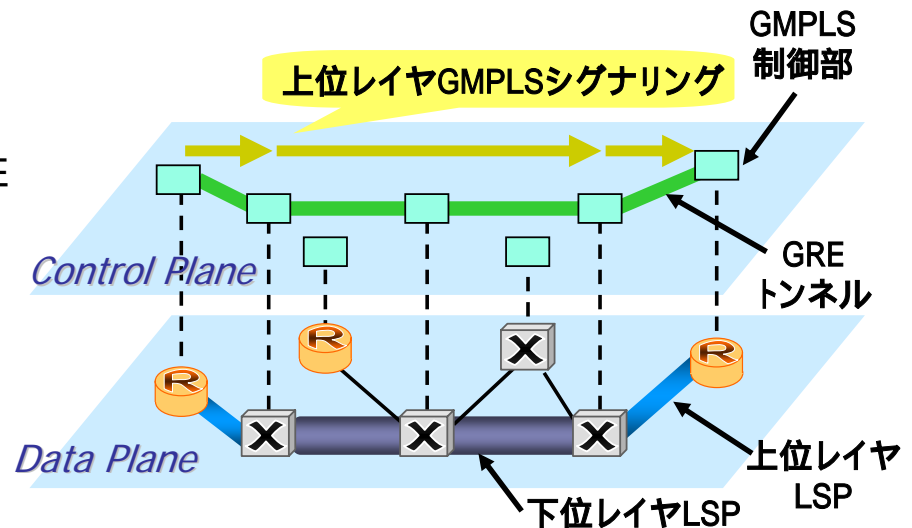 GMPLS
制御部
上位レイヤGMPLSシグナリング
Control Plane
GRE
トンネル
R
R
R
X
X
X
X
Data Plane
上位レイヤ
LSP
下位レイヤLSP